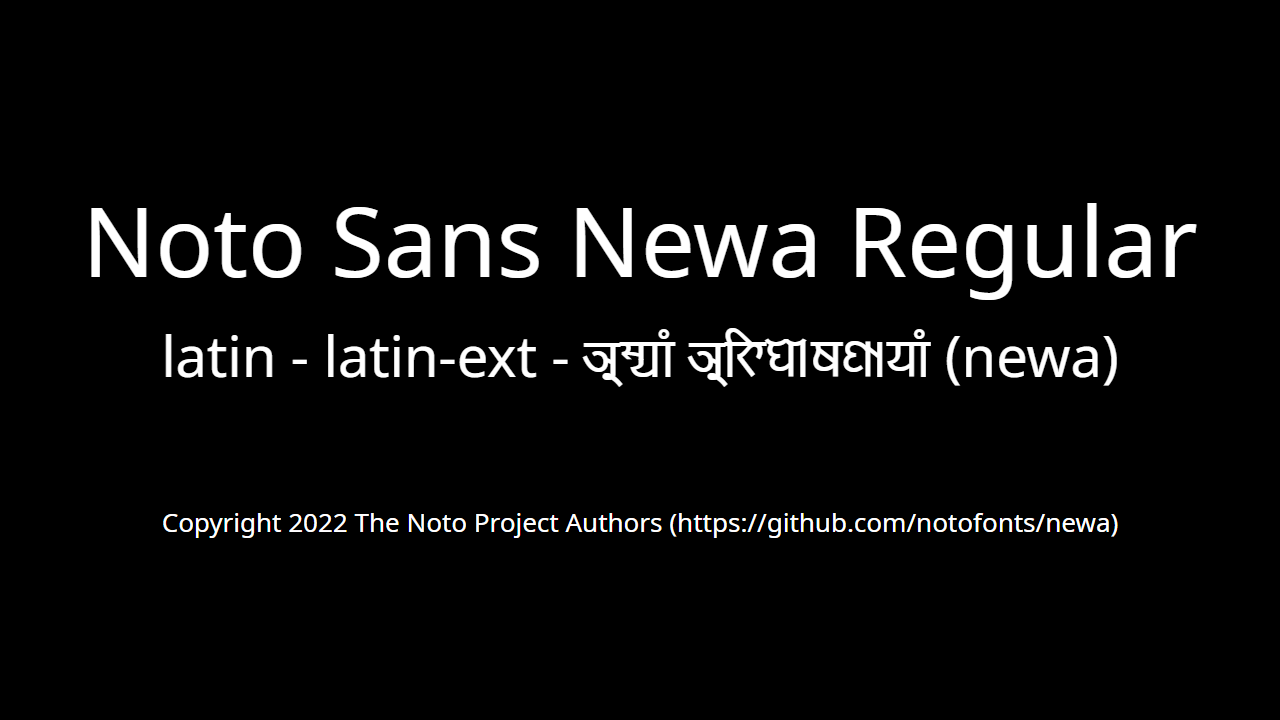 Noto Sans Newa Regular
latin - latin-ext - (newa)
Copyright 2022 The Noto Project Authors (https://github.com/notofonts/newa)